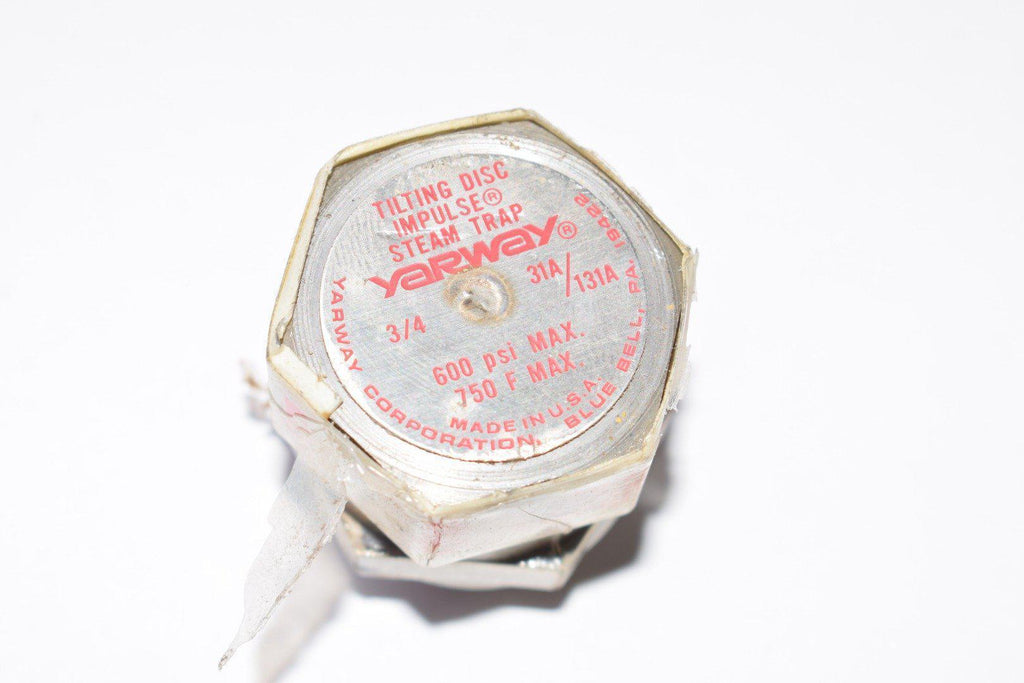 TILTING DISC
IMPULSE®
STEAM TRAP
YARWAY®
31A/131A
3/4
600 psi MAX.
750 F MAX.
MADE IN U.S.A.
YARWAY CORPORATION, BLUE BELL, PA. 19422